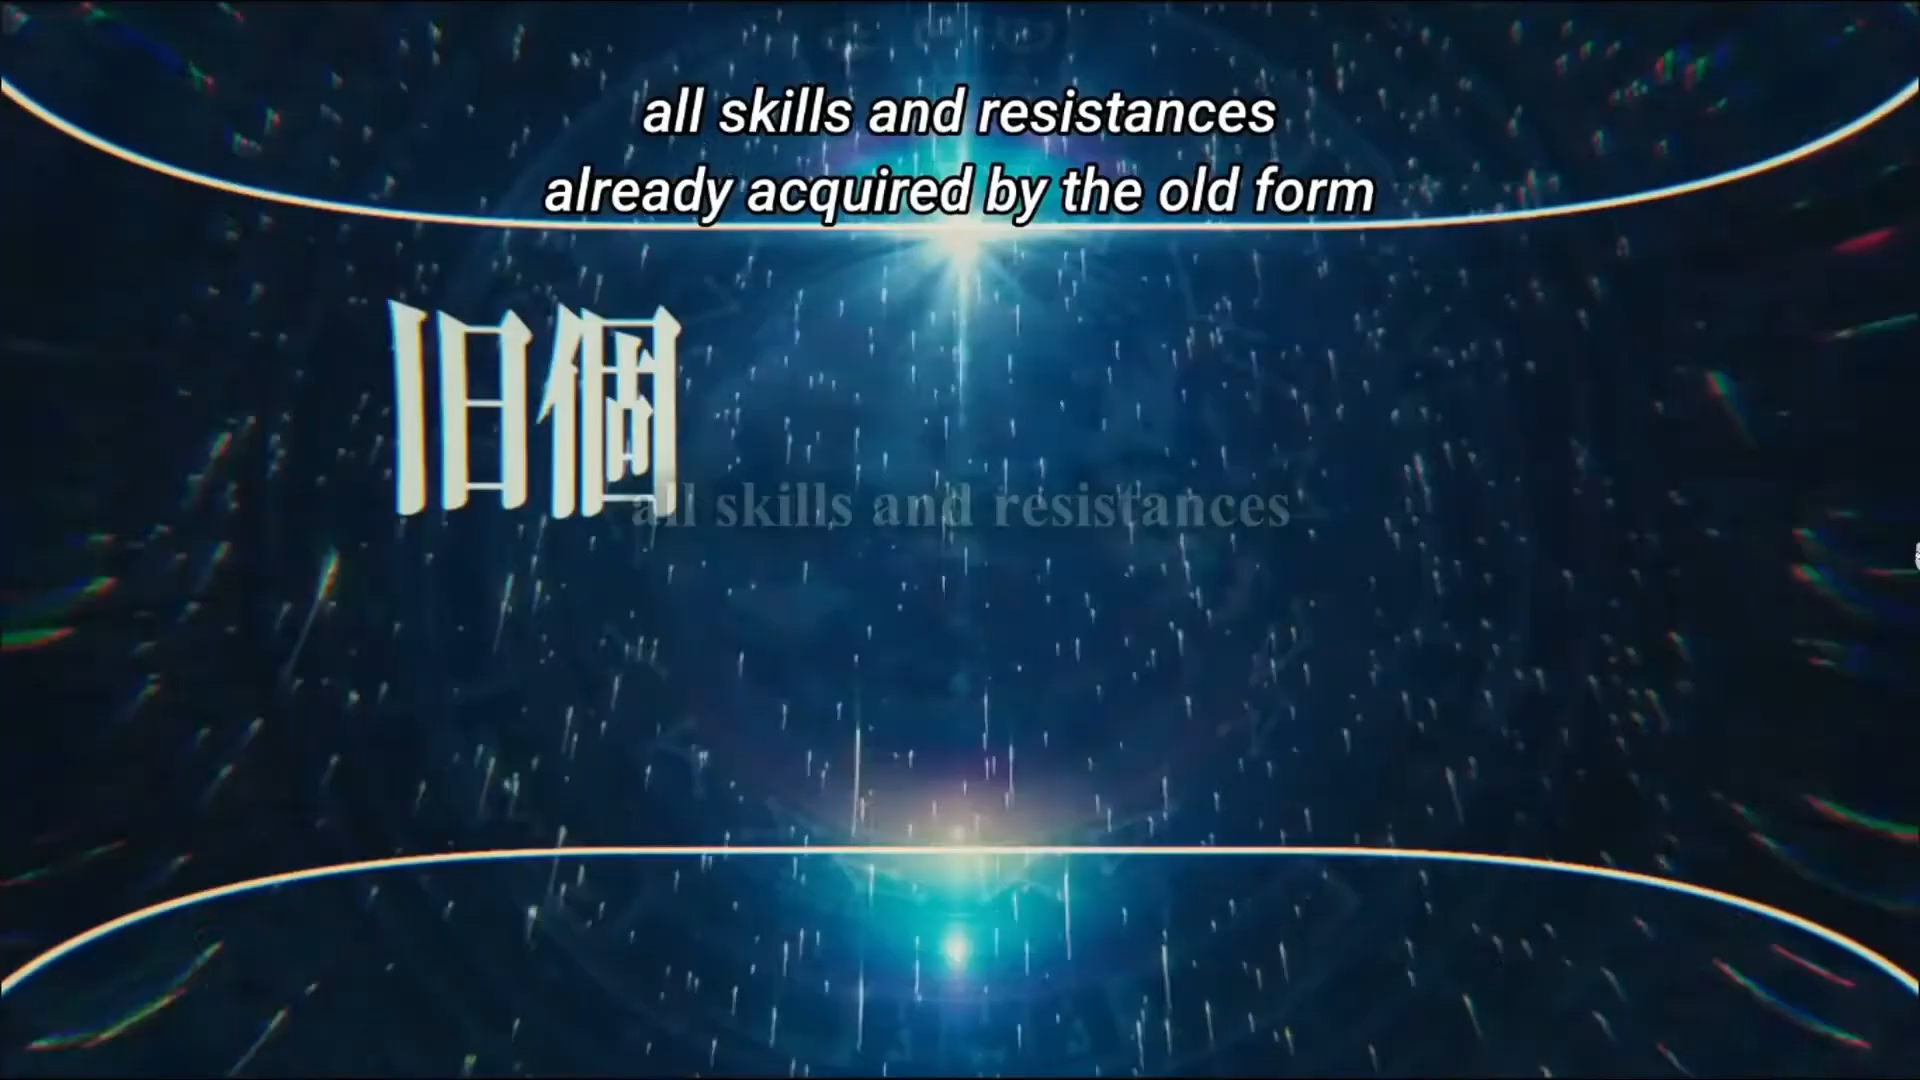 all skills and resistances
already acquired by the old form
旧個
all skills and resistances